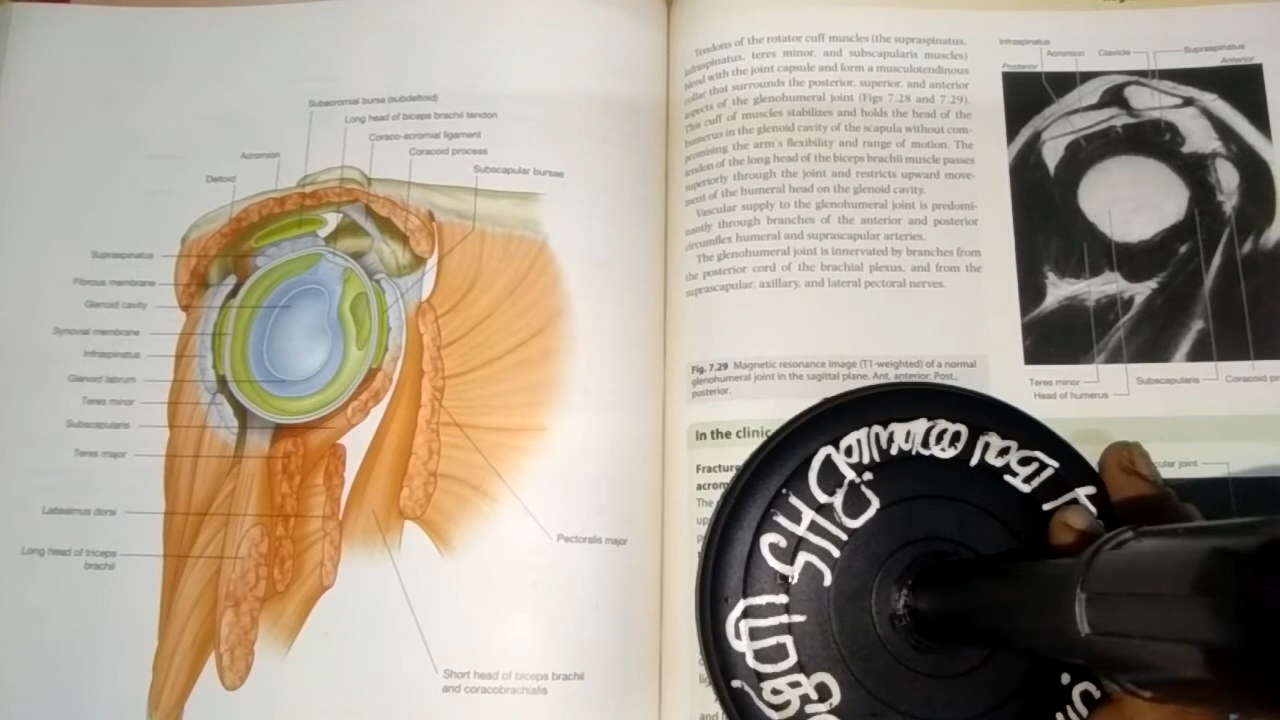 Subacromial bursa (subdeltoid)
Long head of biceps brachii tendon
Coraco-acromial ligament
Coracoid process
Subscapular bursae
Acromion
Deltoid
Supraspinatus
Fibrous membrane
Glenoid cavity
Synovial membrane
Infraspinatus
Glenoid labrum
Teres minor
Subscapularis
Teres major
Latissimus dorsi
Long head of triceps
brachii
Pectoralis major
Short head of biceps brachii
and coracobrachialis
Tendons of the rotator cuff muscles (the supraspinatus,
infraspinatus, teres minor, and subscapularis muscles)
blend with the joint capsule and form a musculotendinous
collar that surrounds the posterior, superior, and anterior
aspects of the glenohumeral joint (Figs 7.28 and 7.29).
This cuff of muscles stabilizes and holds the head of the
humerus in the glenoid cavity of the scapula without com-
promising the arm's flexibility and range of motion. The
tendon of the long head of the biceps brachii muscle passes
superiorly through the joint and restricts upward move-
ment of the humeral head on the glenoid cavity.
Vascular supply to the glenohumeral joint is predomi-
nantly through branches of the anterior and posterior
circumflex humeral and suprascapular arteries.
The glenohumeral joint is innervated by branches from
the posterior cord of the brachial plexus, and from the
suprascapular, axillary, and lateral pectoral nerves.
Infraspinatus
Acromion
Clavicle
Supraspinatus
Posterior
Anterior
Teres minor
Subscapularis
Coracoid pr
Head of humerus
Fig. 7.29 Magnetic resonance image (T1-weighted) of a normal
glenohumeral joint in the sagittal plane. Ant, anterior; Post,
posterior.
In the clinic
Fracture
acrom
The
up
cular joint
and